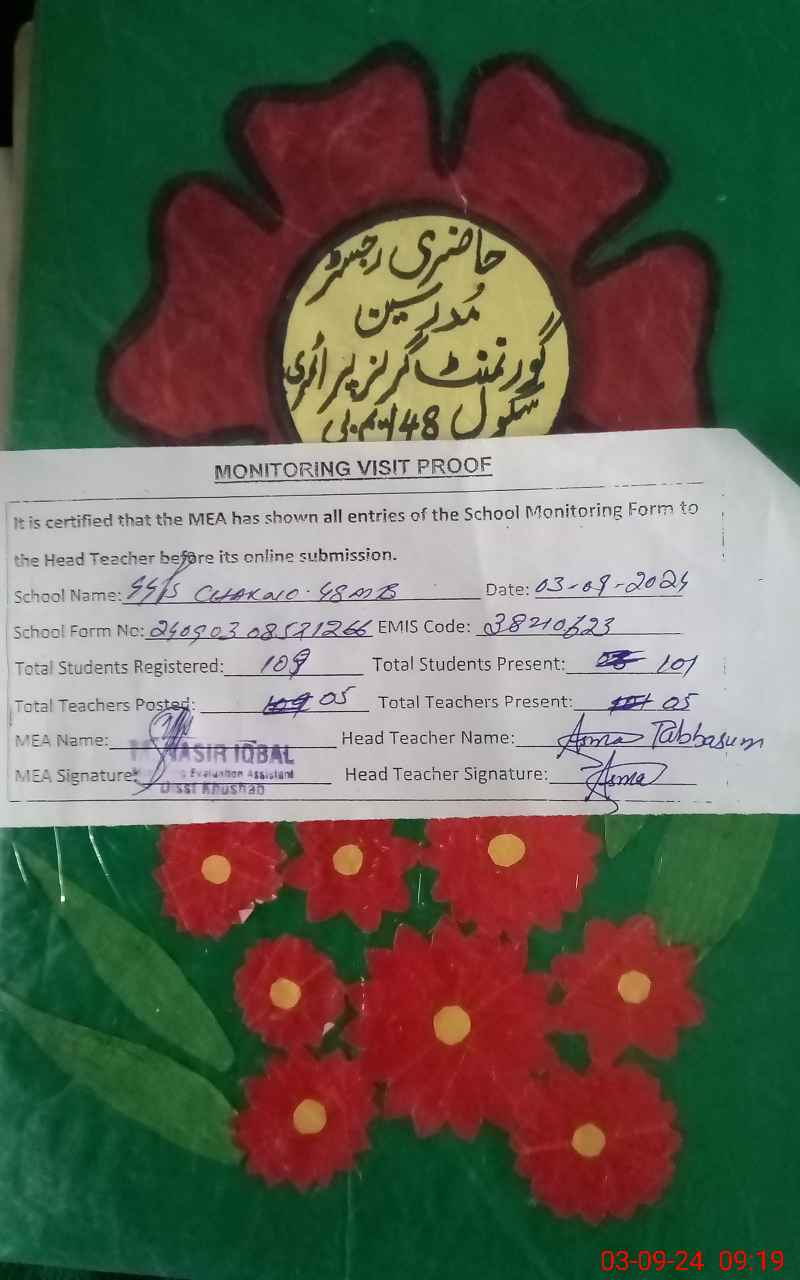 حاضری رجسٹر
مُدرسین
گورنمنٹ گرلز پرائمری
سکول 48/ایم.بی
MONITORING VISIT PROOF
It is certified that the MEA has shown all entries of the School Monitoring Form to
the Head Teacher before its online submission.
School Name: GGPS CHAK NO. 48 MB Date: 03-09-2024
School Form No: 24090308571266 EMIS Code: 38210623
Total Students Registered: 109 Total Students Present: 101
Total Teachers Posted: 05 Total Teachers Present: 05
MEA Name: Head Teacher Name: Asma Tabbasum
NASIR IQBAL
MEA Signature: Evaluation Assistant Head Teacher Signature: Asma
Disst Khushab
03-09-24 09:19